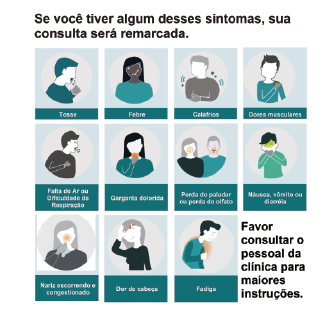 Se você tiver algum desses sintomas, sua
consulta será remarcada.
Tosse
Febre
Calafrios
Dores musculares
Falta de Ar ou
Dificuldade de
Respiração
Garganta dolorida
Perda do paladar
ou perda do olfato
Náusea, vômito ou
diarréia
Nariz escorrendo e
congestionado
Dor de cabeça
Fadiga
Favor
consultar o
pessoal da
clínica para
maiores
instruções.